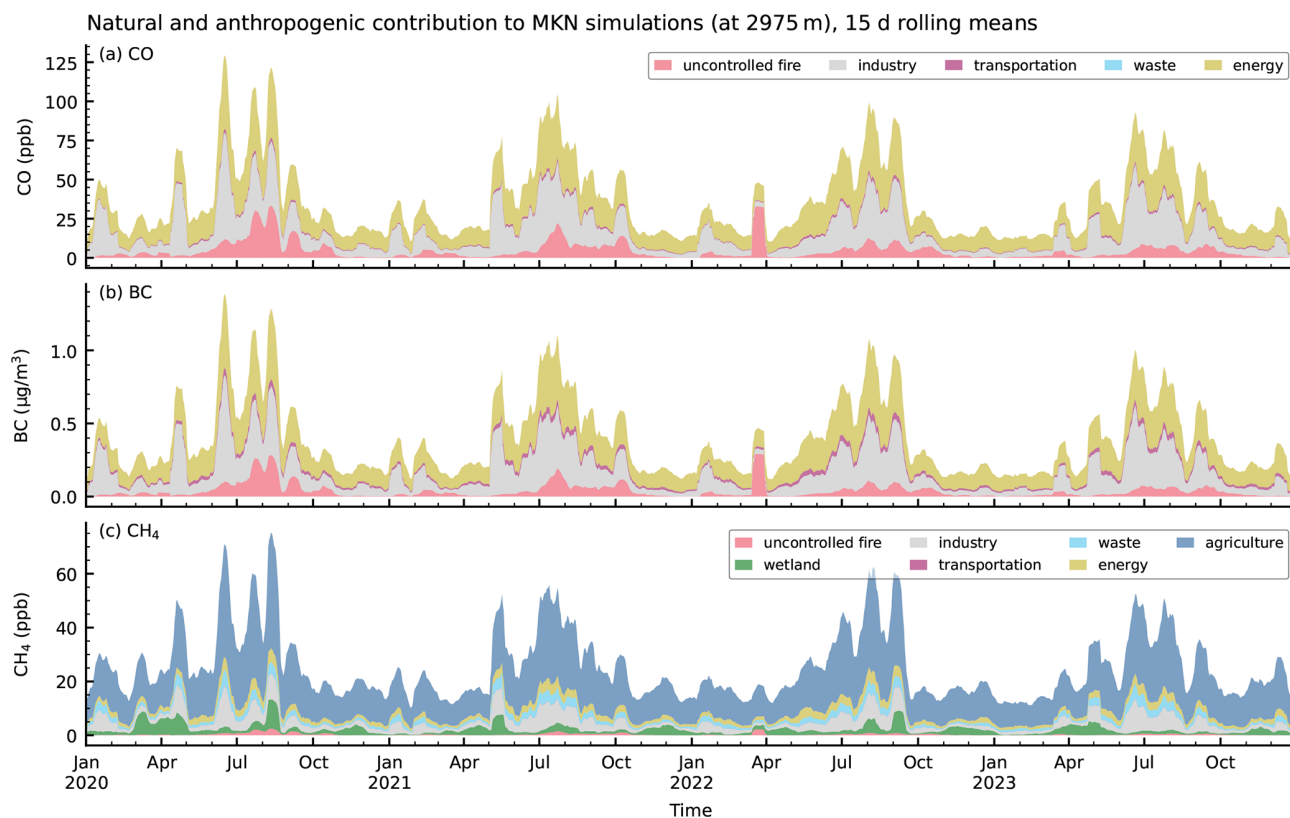 Natural and anthropogenic contribution to MKN simulations (at 2975 m), 15 d rolling means
(a) CO
uncontrolled fire industry transportation waste energy
125
100
75
50
25
0
CO (ppb)
(b) BC
1.0
0.5
0.0
BC (µg/m³)
(c) CH₄
uncontrolled fire industry waste agriculture
wetland transportation energy
60
40
20
0
CH₄ (ppb)
Jan Apr Jul Oct Jan Apr Jul Oct Jan Apr Jul Oct Jan Apr Jul Oct
2020 2021 2022 2023
Time